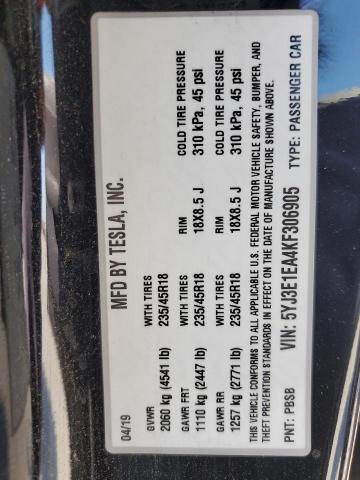 MFD BY TESLA, INC.
04/19
GVWR WITH TIRES
2060 kg (4541 lb) 235/45R18
GAWR FRT WITH TIRES RIM COLD TIRE PRESSURE
1110 kg (2447 lb) 235/45R18 18X8.5 J 310 kPa, 45 psi
GAWR RR WITH TIRES RIM COLD TIRE PRESSURE
1257 kg (2771 lb) 235/45R18 18X8.5 J 310 kPa, 45 psi
THIS VEHICLE CONFORMS TO ALL APPLICABLE U.S. FEDERAL MOTOR VEHICLE SAFETY, BUMPER, AND
THEFT PREVENTION STANDARDS IN EFFECT ON THE DATE OF MANUFACTURE SHOWN ABOVE.
VIN: 5YJ3E1EA4KF306905
PNT: PBSB TYPE: PASSENGER CAR